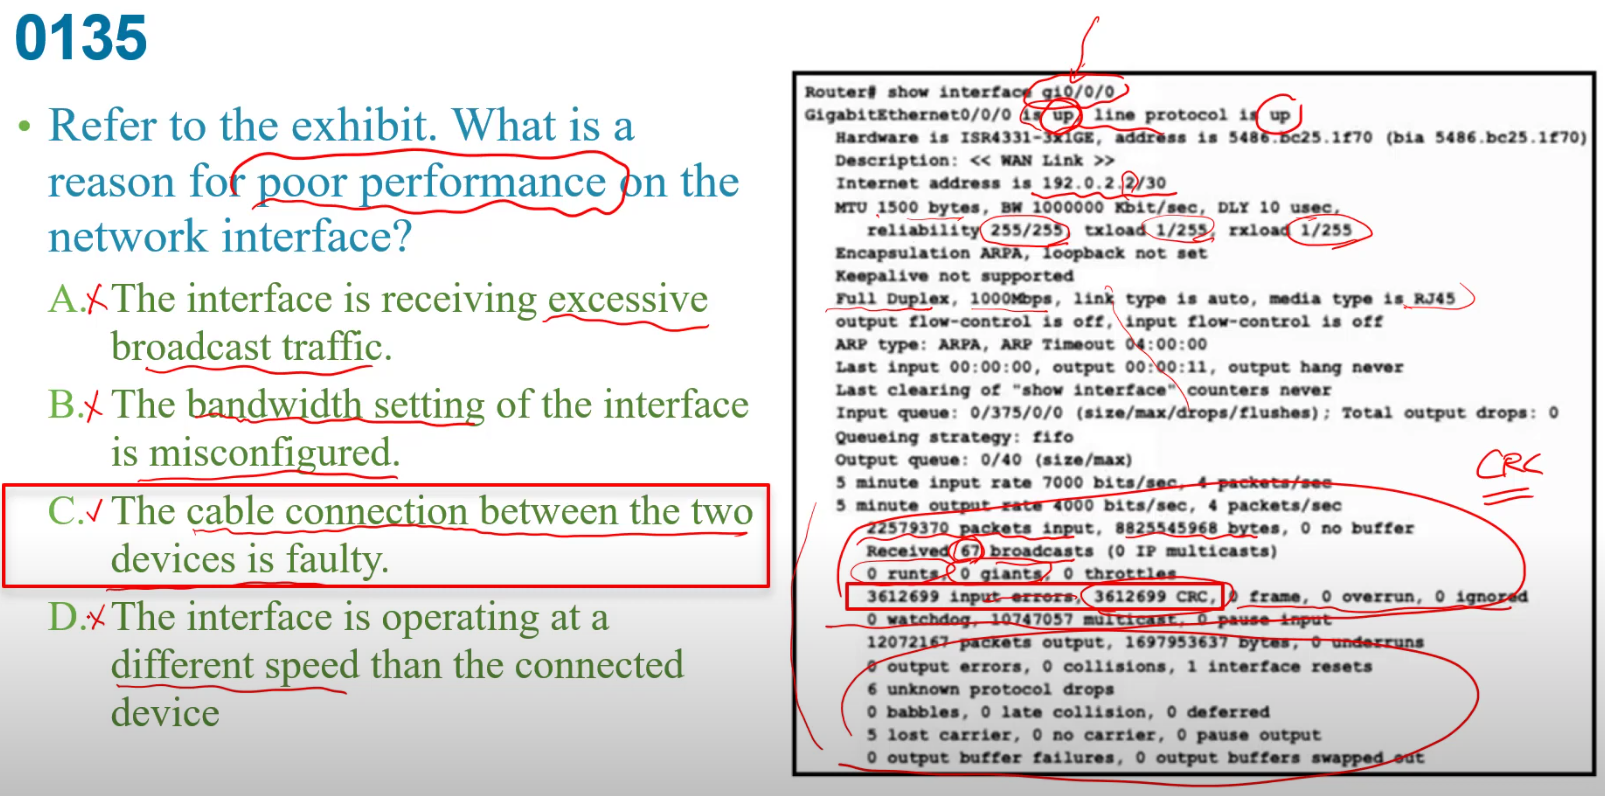 0135
• Refer to the exhibit. What is a
reason for poor performance on the
network interface?
A. The interface is receiving excessive
broadcast traffic.
B. The bandwidth setting of the interface
is misconfigured.
C. The cable connection between the two
devices is faulty.
D. The interface is operating at a
different speed than the connected
device
Router# show interface gi0/0/0
GigabitEthernet0/0/0 is up, line protocol is up
Hardware is ISR4331-3x1GE, address is 5486.bc25.1f70 (bia 5486.bc25.1f70)
Description: << WAN Link >>
Internet address is 192.0.2.2/30
MTU 1500 bytes, BW 1000000 Kbit/sec, DLY 10 usec,
reliability 255/255, txload 1/255, rxload 1/255
Encapsulation ARPA, loopback not set
Keepalive not supported
Full Duplex, 1000Mbps, link type is auto, media type is RJ45
output flow-control is off, input flow-control is off
ARP type: ARPA, ARP Timeout 04:00:00
Last input 00:00:00, output 00:00:11, output hang never
Last clearing of "show interface" counters never
Input queue: 0/375/0/0 (size/max/drops/flushes); Total output drops: 0
Queueing strategy: fifo
Output queue: 0/40 (size/max)
CRC
5 minute input rate 7000 bits/sec, 4 packets/sec
5 minute output rate 4000 bits/sec, 4 packets/sec
22579370 packets input, 8825545968 bytes, 0 no buffer
Received 67 broadcasts (0 IP multicasts)
0 runts, 0 giants, 0 throttles
3612699 input errors, 3612699 CRC, 0 frame, 0 overrun, 0 ignored
0 watchdog, 10747057 multicast, 0 pause input
12072167 packets output, 1697953637 bytes, 0 underruns
0 output errors, 0 collisions, 1 interface resets
6 unknown protocol drops
0 babbles, 0 late collision, 0 deferred
5 lost carrier, 0 no carrier, 0 pause output
0 output buffer failures, 0 output buffers swapped out